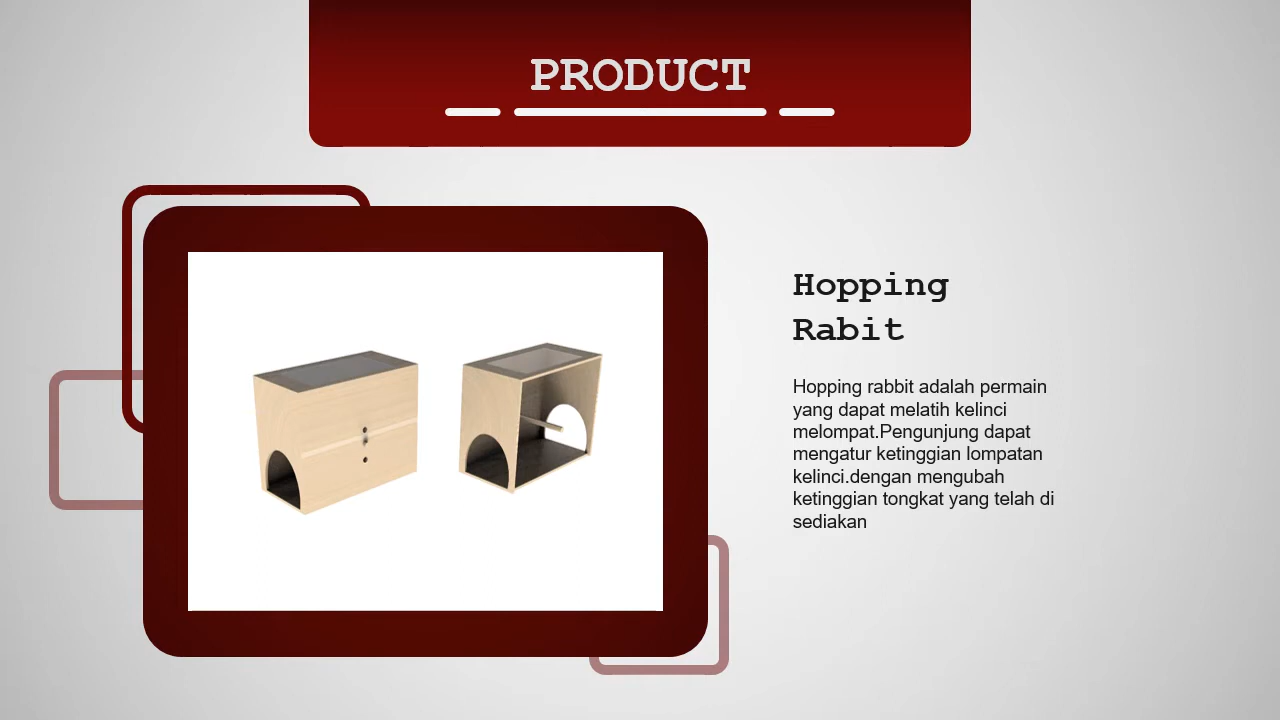 PRODUCT
Hopping
Rabit
Hopping rabbit adalah permain
yang dapat melatih kelinci
melompat.Pengunjung dapat
mengatur ketinggian lompatan
kelinci.dengan mengubah
ketinggian tongkat yang telah di
sediakan